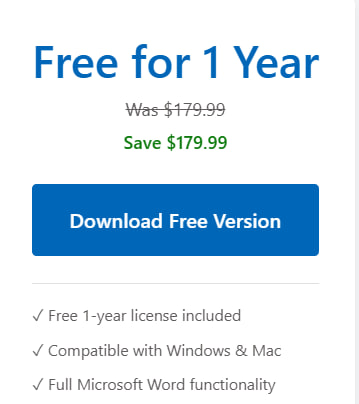 Free for 1 Year
Was $179.99
Save $179.99
Download Free Version
✓ Free 1-year license included
✓ Compatible with Windows & Mac
✓ Full Microsoft Word functionality